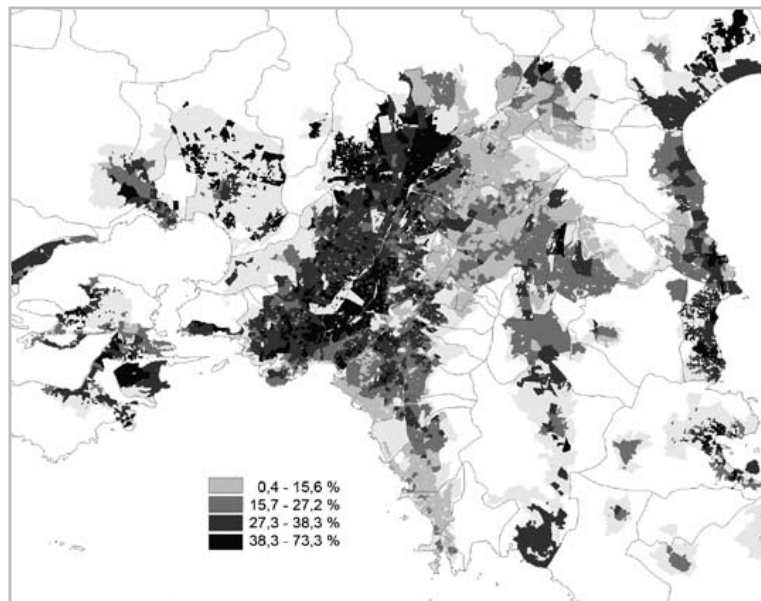 0,4 - 15,6 %
15,7 - 27,2 %
27,3 - 38,3 %
38,3 - 73,3 %